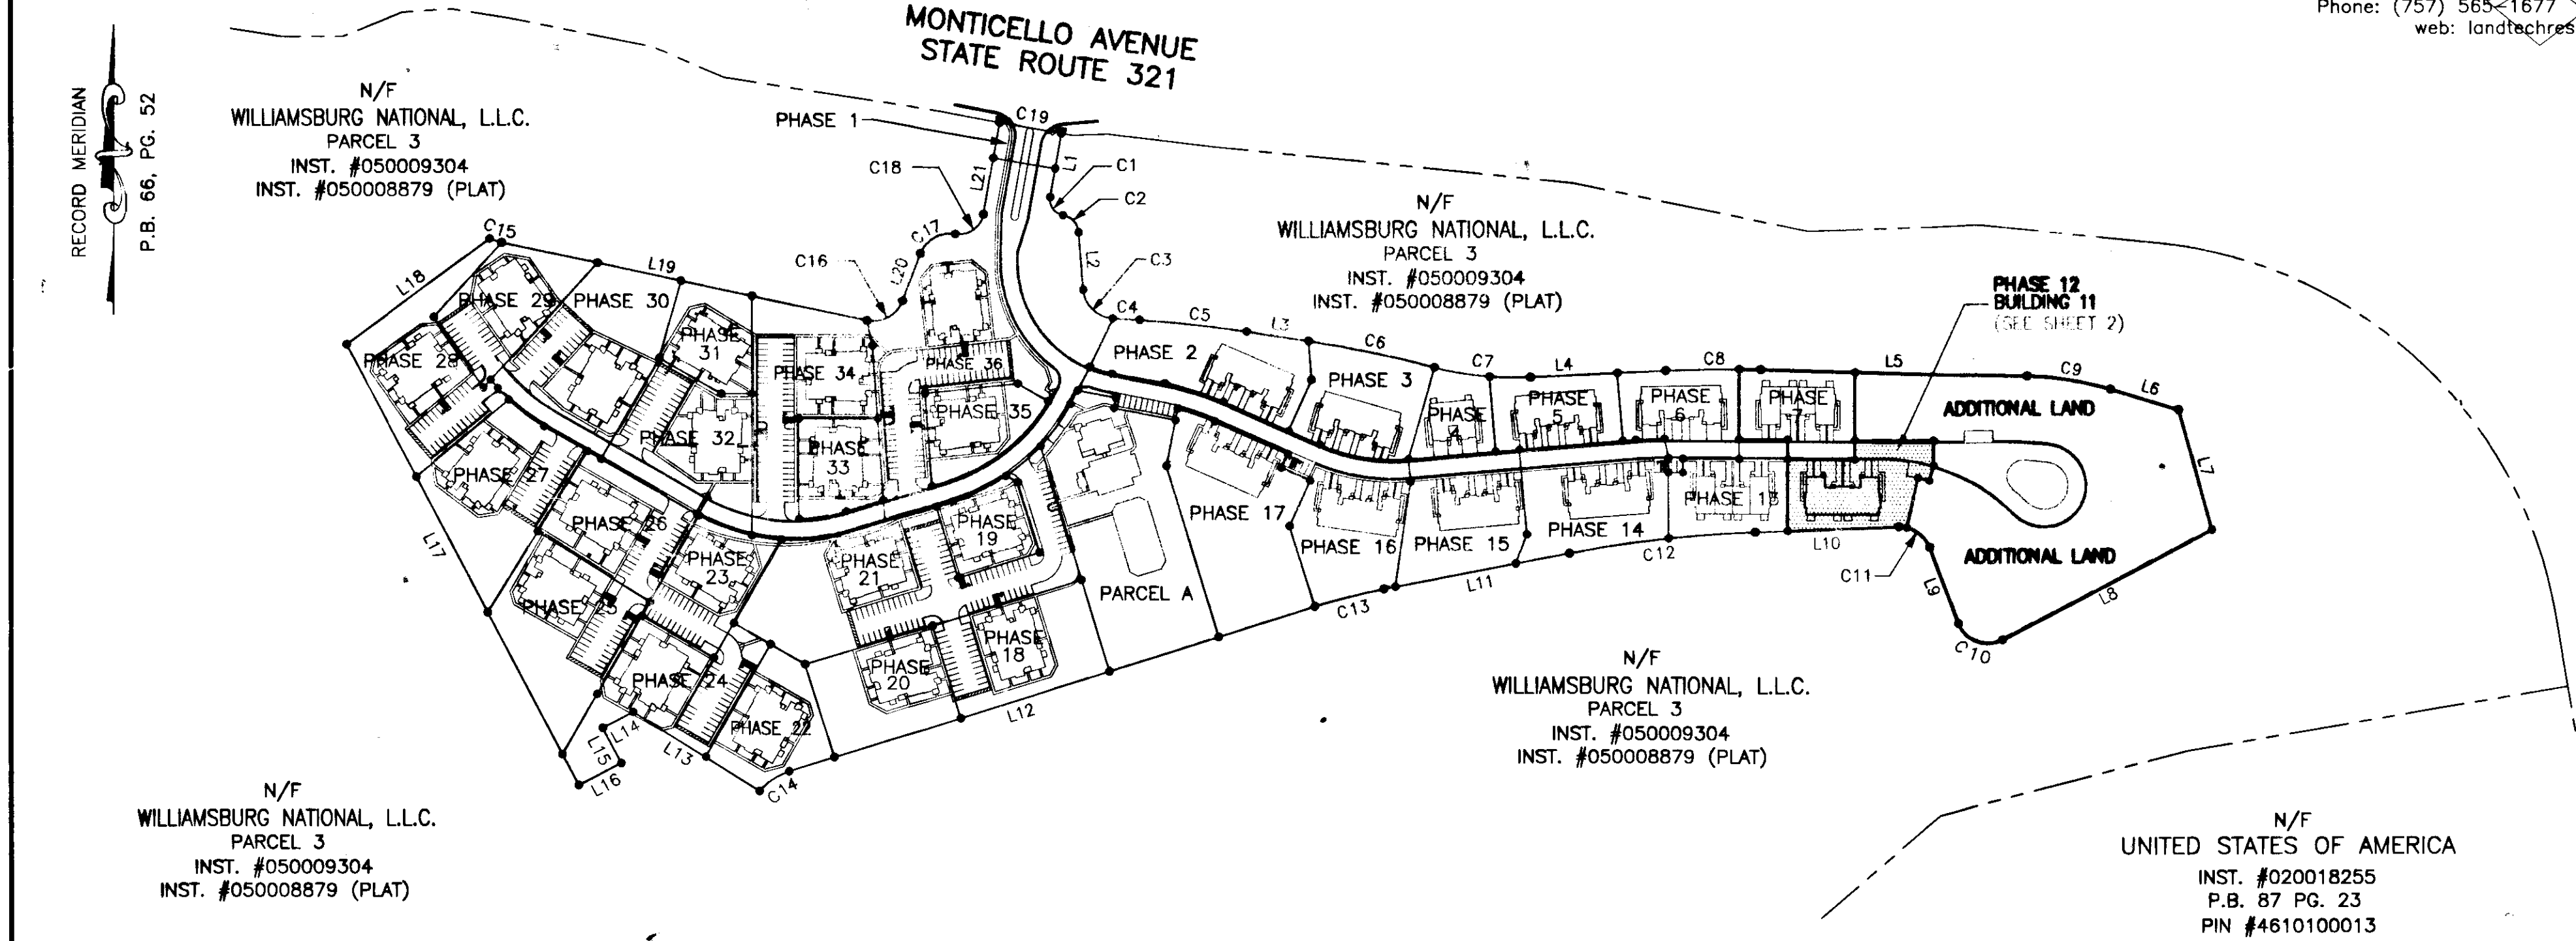 Phone: (757) 565-1677
web: landtechres
MONTICELLO AVENUE
STATE ROUTE 321
RECORD MERIDIAN
P.B. 66, PG. 52
N/F
WILLIAMSBURG NATIONAL, L.L.C.
PARCEL 3
INST. #050009304
INST. #050008879 (PLAT)
PHASE 1
C19
L1
C1
C2
C18
L21
C17
L2
C3
C16
L20
C15
L18
L19
N/F
WILLIAMSBURG NATIONAL, L.L.C.
PARCEL 3
INST. #050009304
INST. #050008879 (PLAT)
PHASE 12
BUILDING 11
(SEE SHEET 2)
C4
C5
L3
C6
C7
L4
C8
L5
C9
L6
PHASE 29
PHASE 30
PHASE 31
PHASE 28
PHASE 34
PHASE 36
PHASE 35
PHASE 2
PHASE 3
PHASE 4
PHASE 5
PHASE 6
PHASE 7
ADDITIONAL LAND
PHASE 32
PHASE 33
PHASE 27
PHASE 26
PHASE 17
PHASE 16
PHASE 15
PHASE 14
PHASE 13
L7
L17
PHASE 25
PHASE 23
PHASE 21
PHASE 19
PARCEL A
C13
L11
C12
L10
C11
ADDITIONAL LAND
L9
L8
C10
PHASE 24
PHASE 22
PHASE 20
PHASE 18
L12
L14
L15
L16
L13
C14
N/F
WILLIAMSBURG NATIONAL, L.L.C.
PARCEL 3
INST. #050009304
INST. #050008879 (PLAT)
N/F
WILLIAMSBURG NATIONAL, L.L.C.
PARCEL 3
INST. #050009304
INST. #050008879 (PLAT)
N/F
UNITED STATES OF AMERICA
INST. #020018255
P.B. 87 PG. 23
PIN #4610100013